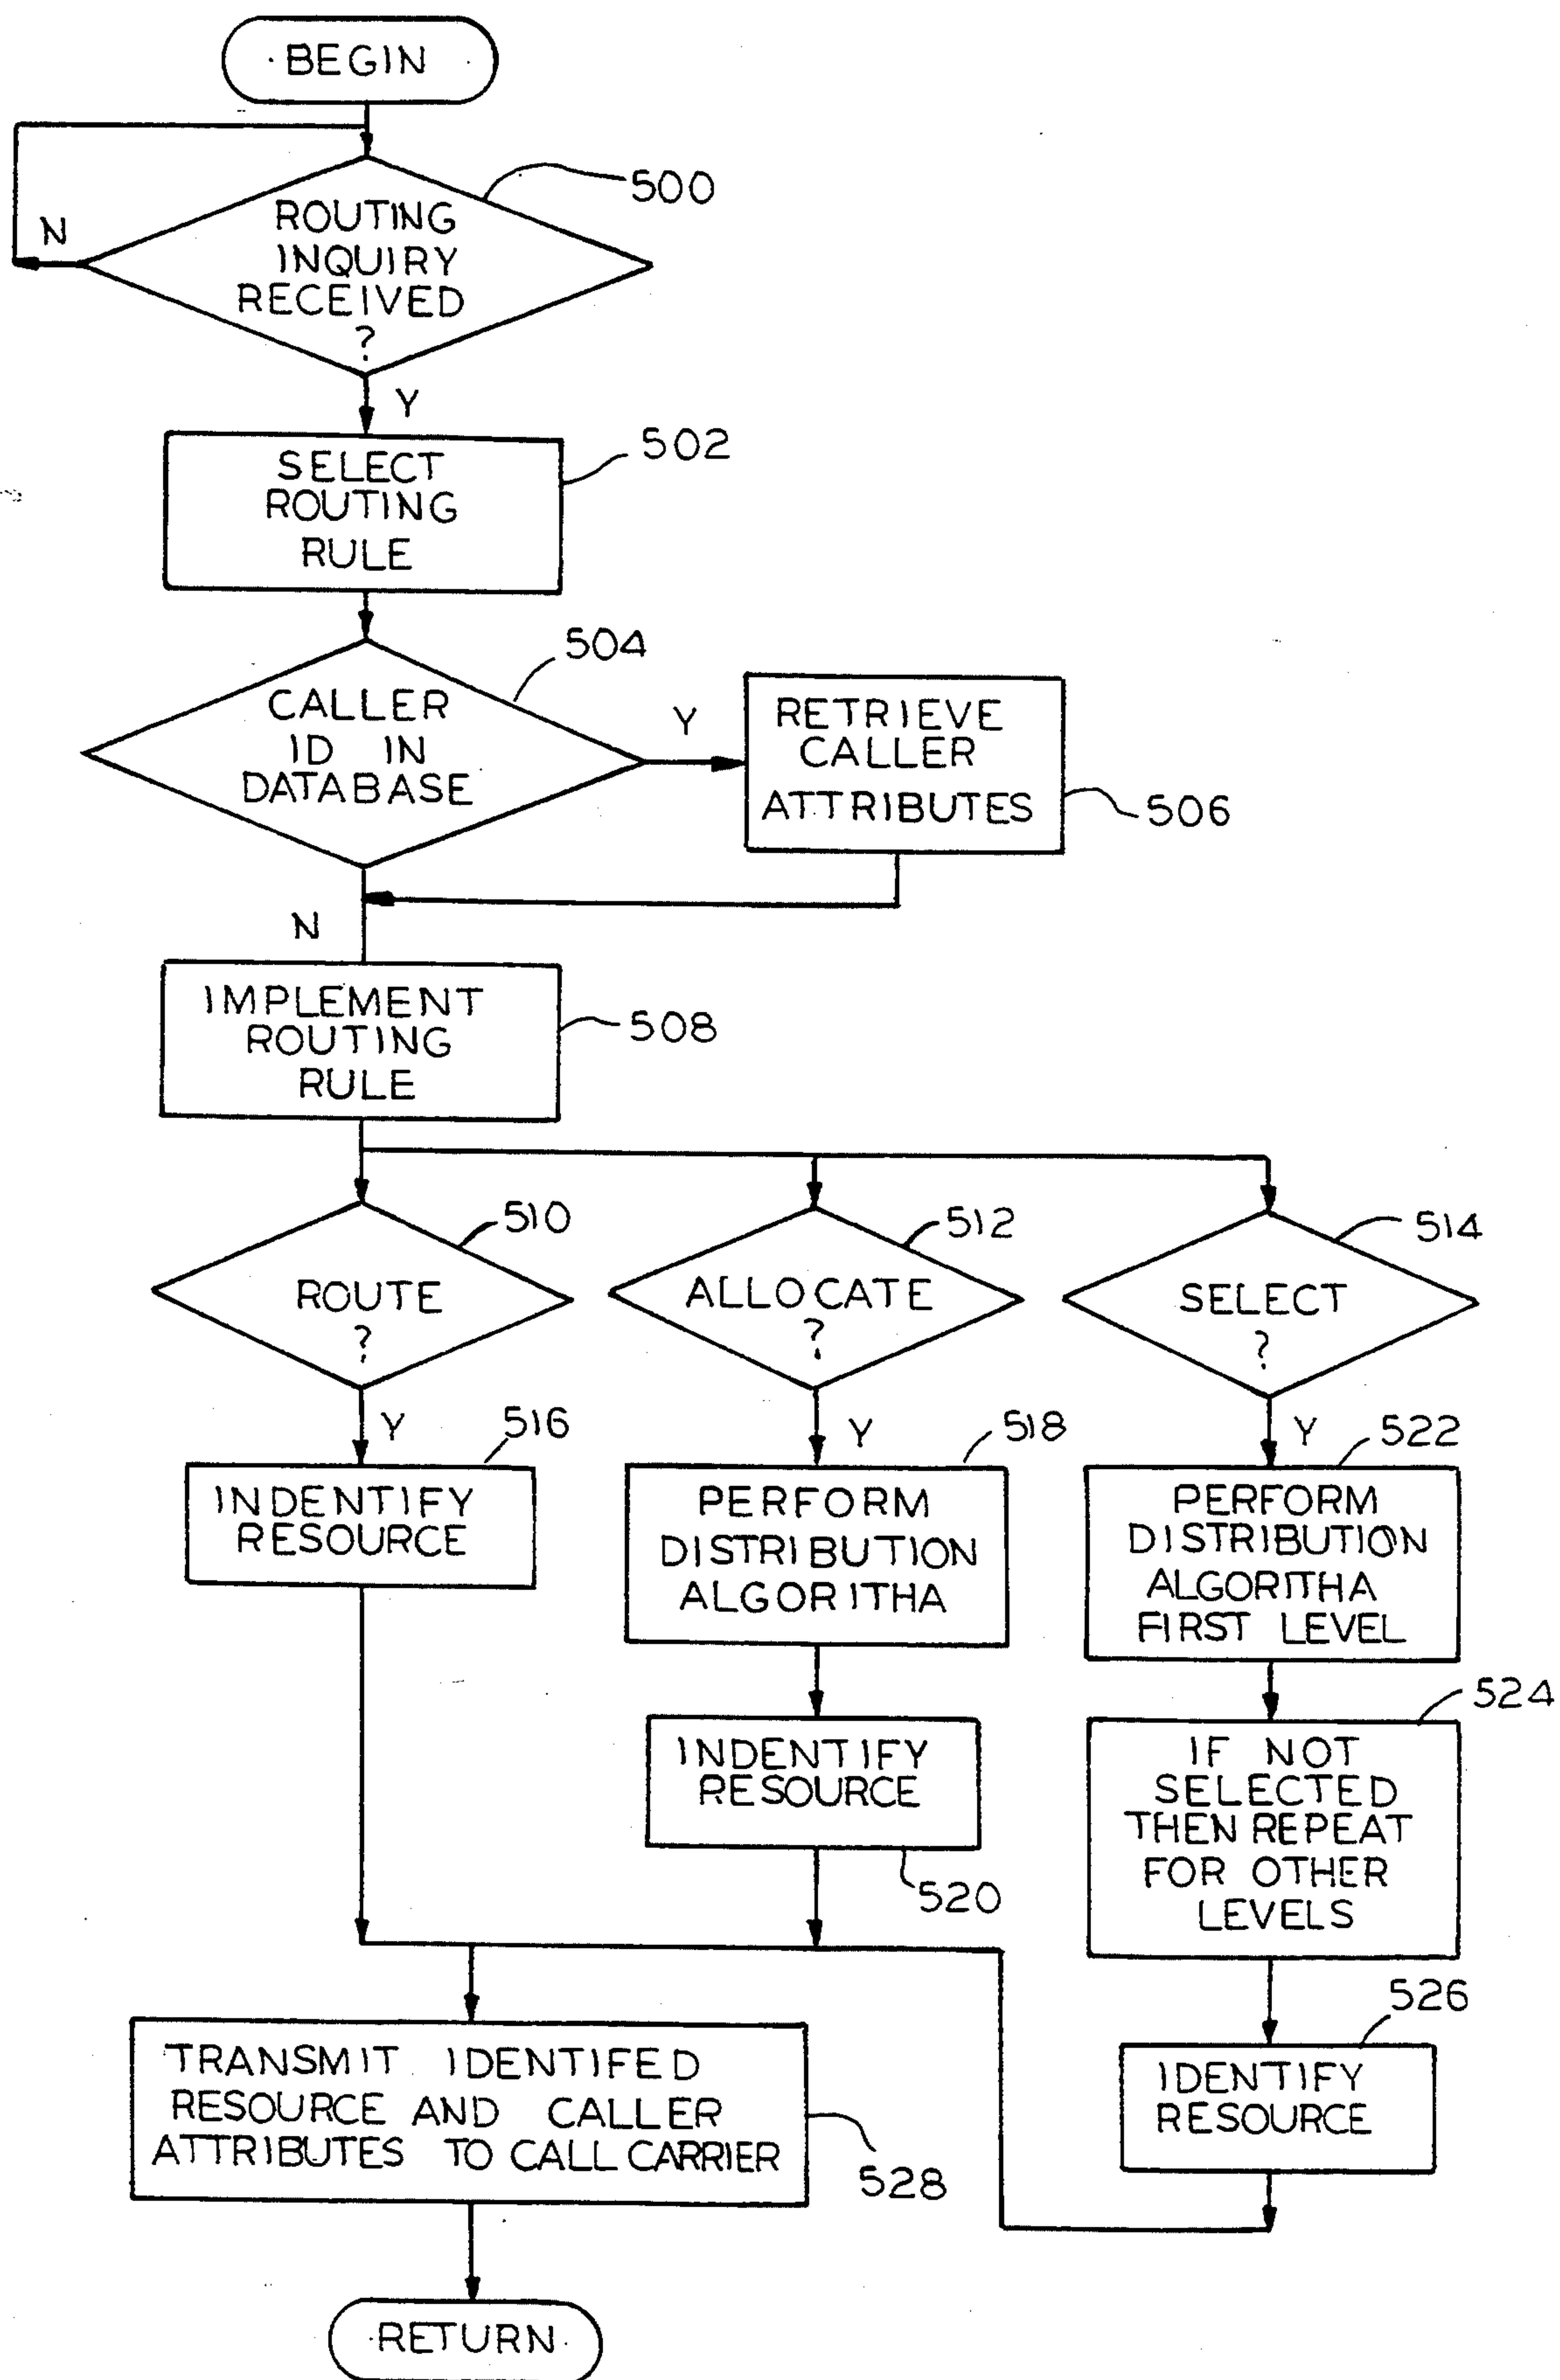 BEGIN
500
N
ROUTING
INQUIRY
RECEIVED
?
Y
502
SELECT
ROUTING
RULE
504
CALLER
ID IN
DATABASE
Y
RETRIEVE
CALLER
ATTRIBUTES
506
N
IMPLEMENT
ROUTING
RULE
508
510
ROUTE
?
512
ALLOCATE
?
514
SELECT
?
Y
516
INDENTIFY
RESOURCE
Y
518
PERFORM
DISTRIBUTION
ALGORITHA
INDENTIFY
RESOURCE
520
Y
522
PERFORM
DISTRIBUTION
ALGORITHA
FIRST LEVEL
524
IF NOT
SELECTED
THEN REPEAT
FOR OTHER
LEVELS
526
IDENTIFY
RESOURCE
TRANSMIT IDENTIFED
RESOURCE AND CALLER
ATTRIBUTES TO CALL CARRIER
528
RETURN